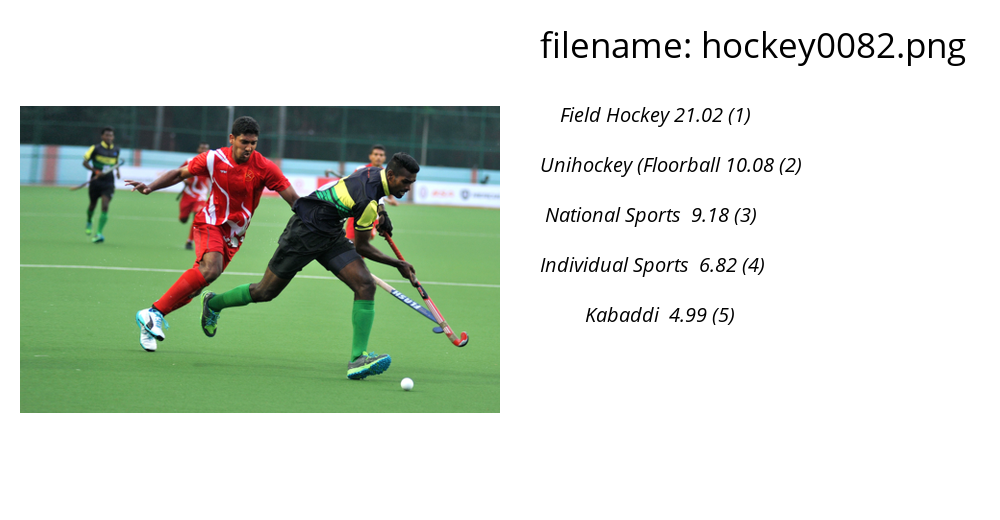 filename: hockey0082.png
Field Hockey 21.02 (1)
Unihockey (Floorball 10.08 (2)
National Sports 9.18 (3)
Individual Sports 6.82 (4)
Kabaddi 4.99 (5)
FLASH